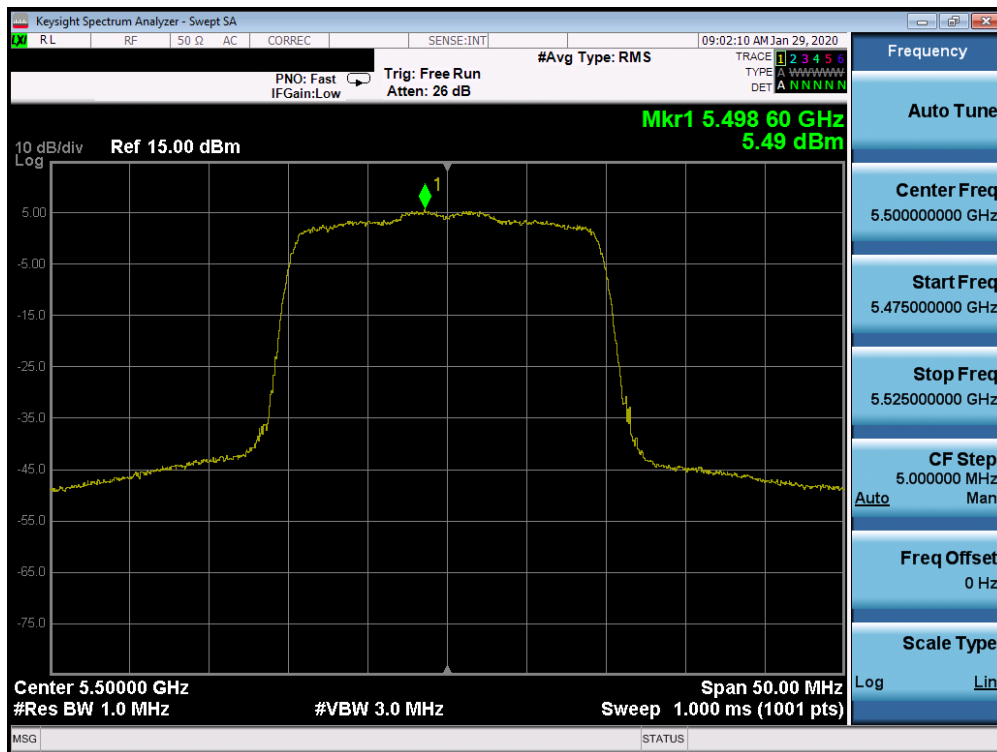 Keysight Spectrum Analyzer - Swept SA
LXI RL RF 50 Ω AC CORREC SENSE:INT 09:02:10 AM Jan 29, 2020
#Avg Type: RMS TRACE 1 2 3 4 5 6
PNO: Fast Trig: Free Run TYPE A WWWWW
IFGain:Low Atten: 26 dB DET A N N N N N
Mkr1 5.498 60 GHz
5.49 dBm
10 dB/div Ref 15.00 dBm
Log
1
5.00
-5.00
-15.0
-25.0
-35.0
-45.0
-55.0
-65.0
-75.0
Center 5.50000 GHz Span 50.00 MHz
#Res BW 1.0 MHz #VBW 3.0 MHz Sweep 1.000 ms (1001 pts)
MSG STATUS
Frequency
Auto Tune
Center Freq
5.500000000 GHz
Start Freq
5.475000000 GHz
Stop Freq
5.525000000 GHz
CF Step
5.000000 MHz
Auto Man
Freq Offset
0 Hz
Scale Type
Log Lin